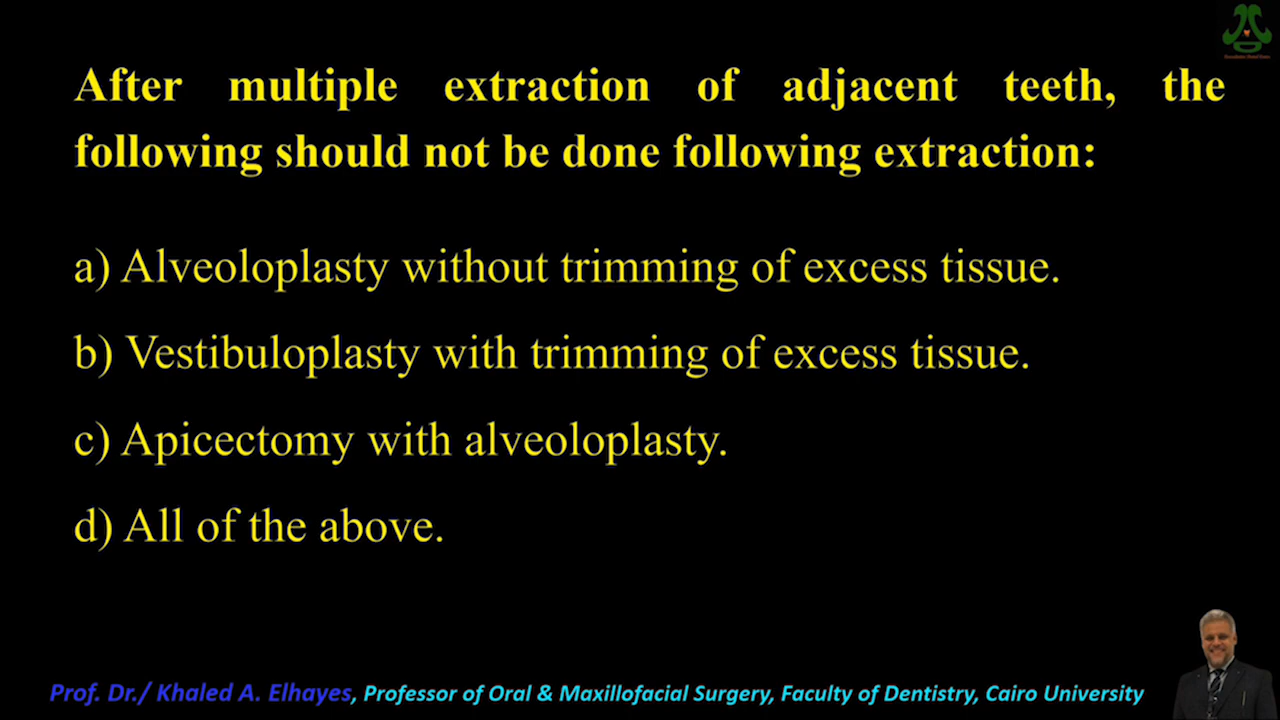 After multiple extraction of adjacent teeth, the
following should not be done following extraction:
a) Alveoloplasty without trimming of excess tissue.
b) Vestibuloplasty with trimming of excess tissue.
c) Apicectomy with alveoloplasty.
d) All of the above.
Prof. Dr./ Khaled A. Elhayes, Professor of Oral & Maxillofacial Surgery, Faculty of Dentistry, Cairo University